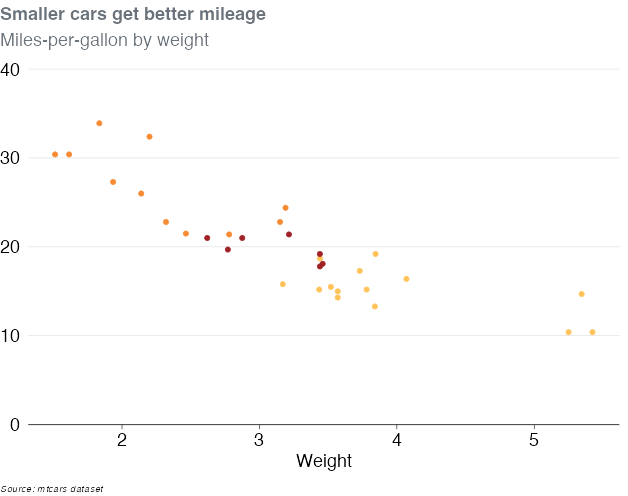 Smaller cars get better mileage
Miles-per-gallon by weight
40
30
20
10
0
2 3 4 5
Weight
Source: mtcars dataset